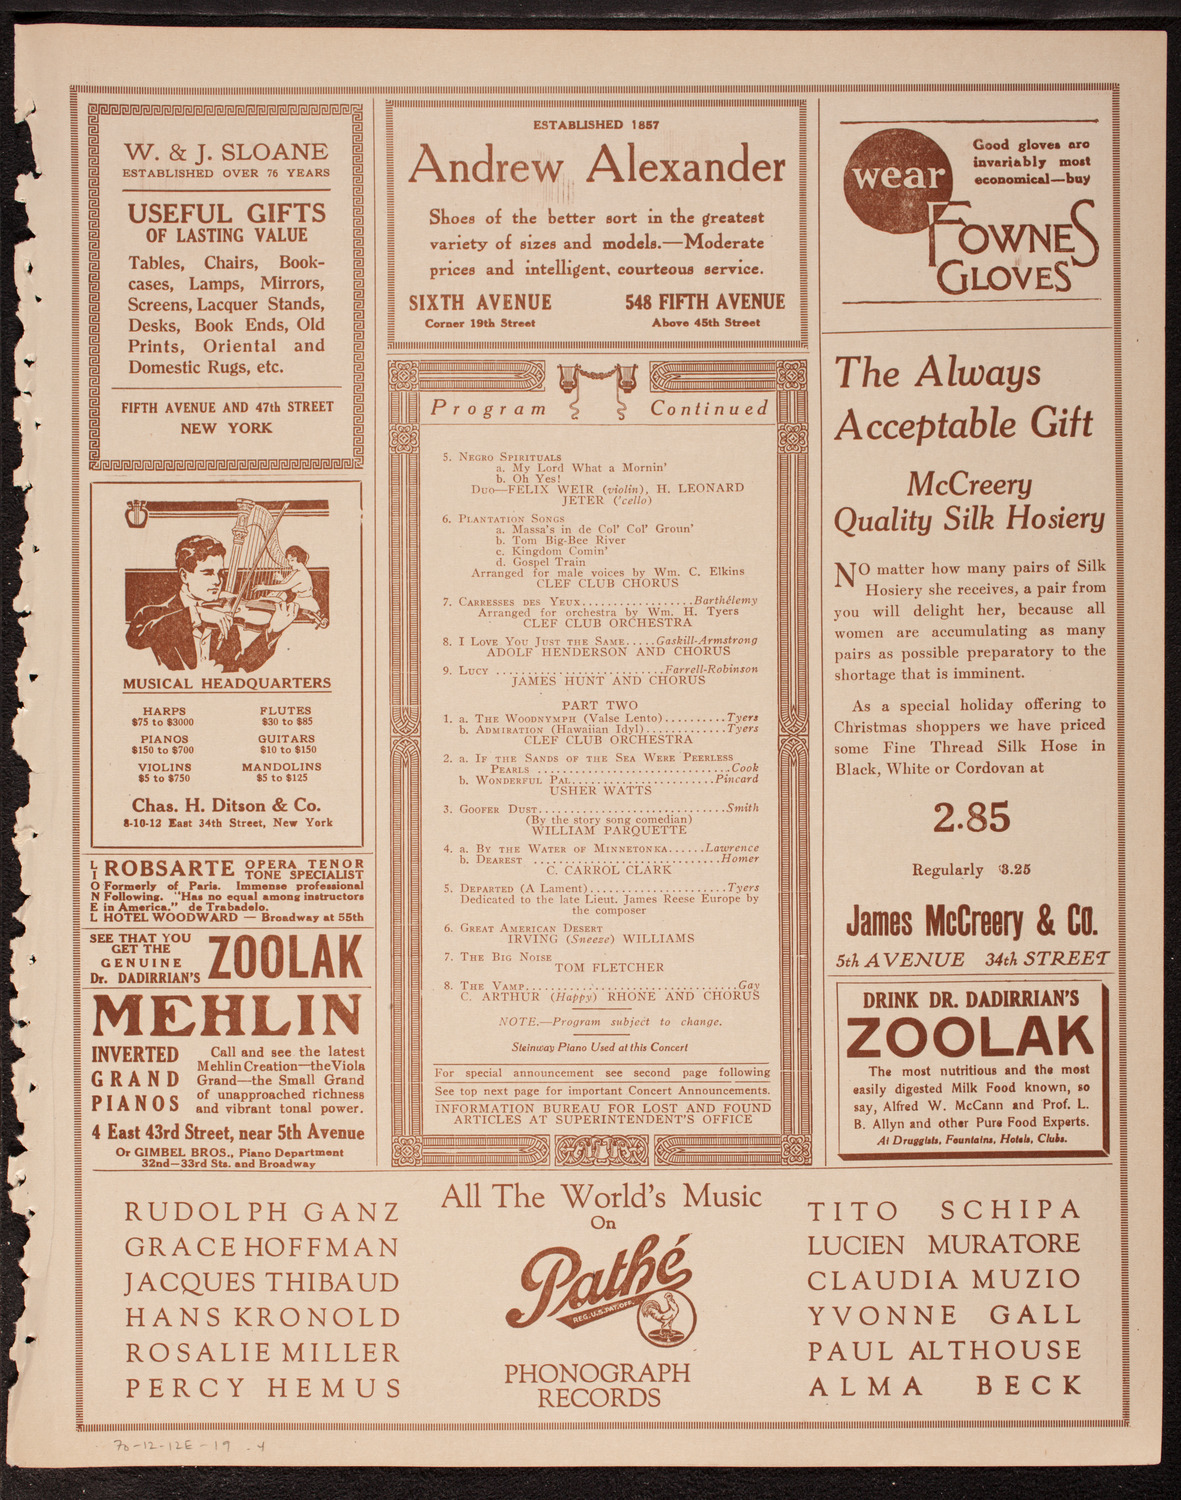 W. & J. SLOANE
ESTABLISHED OVER 76 YEARS
USEFUL GIFTS
OF LASTING VALUE
Tables, Chairs, Book-
cases, Lamps, Mirrors,
Screens, Lacquer Stands,
Desks, Book Ends, Old
Prints, Oriental and
Domestic Rugs, etc.
FIFTH AVENUE AND 47th STREET
NEW YORK
MUSICAL HEADQUARTERS
HARPS
$75 to $3000
FLUTES
$30 to $85
PIANOS
$150 to $700
GUITARS
$10 to $150
VIOLINS
$5 to $750
MANDOLINS
$5 to $125
Chas. H. Ditson & Co.
8-10-12 East 34th Street, New York
LIONEL ROBSARTE OPERA TENOR
TONE SPECIALIST
Formerly of Paris. Immense professional
Following. "Has no equal among instructors
in America." de Trabadelo.
HOTEL WOODWARD — Broadway at 55th
SEE THAT YOU
GET THE
GENUINE
Dr. DADIRRIAN'S
ZOOLAK
MEHLIN
INVERTED
GRAND
PIANOS
Call and see the latest
Mehlin Creation—the Viola
Grand—the Small Grand
of unapproached richness
and vibrant tonal power.
4 East 43rd Street, near 5th Avenue
Or GIMBEL BROS., Piano Department
32nd—33rd Sts. and Broadway
ESTABLISHED 1857
Andrew Alexander
Shoes of the better sort in the greatest
variety of sizes and models.—Moderate
prices and intelligent, courteous service.
SIXTH AVENUE
Corner 19th Street
548 FIFTH AVENUE
Above 45th Street
Program Continued
5. NEGRO SPIRITUALS
a. My Lord What a Mornin'
b. Oh Yes!
Duo—FELIX WEIR (violin), H. LEONARD
JETER ('cello)
6. PLANTATION SONGS
a. Massa's in de Col' Col' Groun'
b. Tom Big-Bee River
c. Kingdom Comin'
d. Gospel Train
Arranged for male voices by Wm. C. Elkins
CLEF CLUB CHORUS
7. CARRESSES DES YEUX..................Barthélemy
Arranged for orchestra by Wm. H. Tyers
CLEF CLUB ORCHESTRA
8. I LOVE YOU JUST THE SAME.....Gaskill-Armstrong
ADOLF HENDERSON AND CHORUS
9. LUCY ...........................Farrell-Robinson
JAMES HUNT AND CHORUS
PART TWO
1. a. THE WOODNYMPH (Valse Lento)..........Tyers
b. ADMIRATION (Hawaiian Idyl).............Tyers
CLEF CLUB ORCHESTRA
2. a. IF THE SANDS OF THE SEA WERE PEERLESS
PEARLS ...............................Cook
b. WONDERFUL PAL.......................Pincard
USHER WATTS
3. GOOFER DUST..............................Smith
(By the story song comedian)
WILLIAM PARQUETTE
4. a. BY THE WATER OF MINNETONKA......Lawrence
b. DEAREST ..............................Homer
C. CARROL CLARK
5. DEPARTED (A Lament)......................Tyers
Dedicated to the late Lieut. James Reese Europe by
the composer
6. GREAT AMERICAN DESERT
IRVING (Sneeze) WILLIAMS
7. THE BIG NOISE
TOM FLETCHER
8. THE VAMP..................................Gay
C. ARTHUR (Happy) RHONE AND CHORUS
NOTE.—Program subject to change.
Steinway Piano Used at this Concert
For special announcement see second page following
See top next page for important Concert Announcements.
INFORMATION BUREAU FOR LOST AND FOUND
ARTICLES AT SUPERINTENDENT'S OFFICE
wear
Good gloves are
invariably most
economical—buy
FOWNES
GLOVES
The Always
Acceptable Gift
McCreery
Quality Silk Hosiery
NO matter how many pairs of Silk
Hosiery she receives, a pair from
you will delight her, because all
women are accumulating as many
pairs as possible preparatory to the
shortage that is imminent.
As a special holiday offering to
Christmas shoppers we have priced
some Fine Thread Silk Hose in
Black, White or Cordovan at
2.85
Regularly $3.25
James McCreery & Co.
5th AVENUE 34th STREET
DRINK DR. DADIRRIAN'S
ZOOLAK
The most nutritious and the most
easily digested Milk Food known, so
say, Alfred W. McCann and Prof. L.
B. Allyn and other Pure Food Experts.
At Druggists, Fountains, Hotels, Clubs.
RUDOLPH GANZ
GRACE HOFFMAN
JACQUES THIBAUD
HANS KRONOLD
ROSALIE MILLER
PERCY HEMUS
All The World's Music
On
Pathé
REG. U.S. PAT. OFF.
PHONOGRAPH
RECORDS
TITO SCHIPA
LUCIEN MURATORE
CLAUDIA MUZIO
YVONNE GALL
PAUL ALTHOUSE
ALMA BECK
70-12-12E-19 . 4